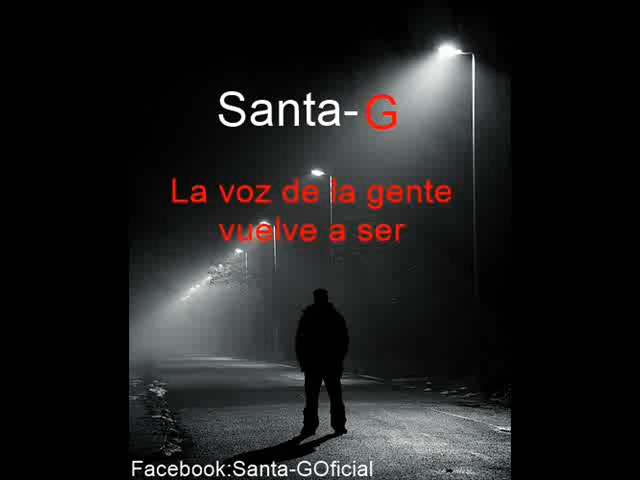 Santa-G
La voz de la gente
vuelve a ser
Facebook:Santa-GOficial